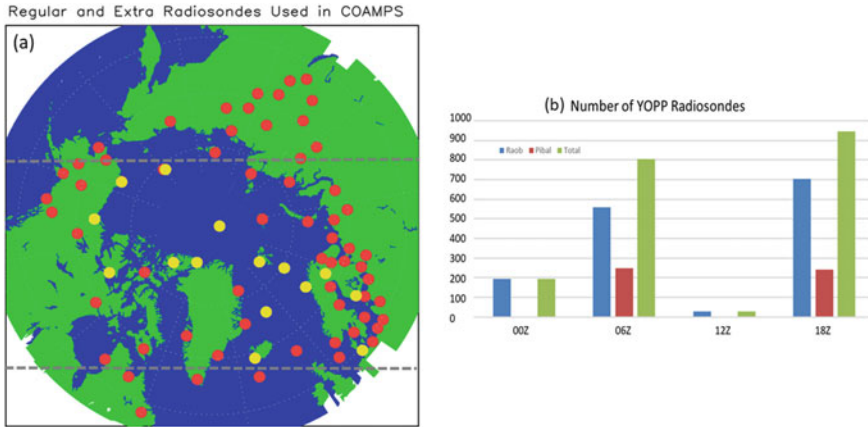 Regular and Extra Radiosondes Used in COAMPS
(a)
(b) Number of YOPP Radiosondes
Raob Pibal Total
1000
900
800
700
600
500
400
300
200
100
0
00Z 06Z 12Z 18Z